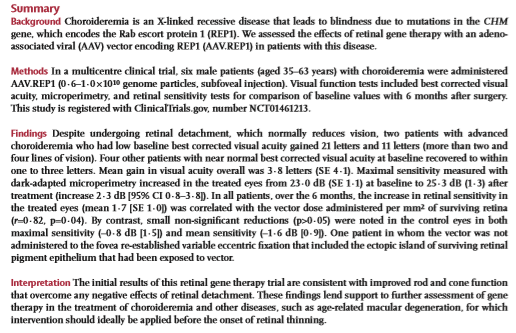 Summary
Background Choroideremia is an X-linked recessive disease that leads to blindness due to mutations in the CHM
gene, which encodes the Rab escort protein 1 (REP1). We assessed the effects of retinal gene therapy with an adeno-
associated viral (AAV) vector encoding REP1 (AAV.REP1) in patients with this disease.
Methods In a multicentre clinical trial, six male patients (aged 35–63 years) with choroideremia were administered
AAV.REP1 (0·6–1·0×10¹⁰ genome particles, subfoveal injection). Visual function tests included best corrected visual
acuity, microperimetry, and retinal sensitivity tests for comparison of baseline values with 6 months after surgery.
This study is registered with ClinicalTrials.gov, number NCT01461213.
Findings Despite undergoing retinal detachment, which normally reduces vision, two patients with advanced
choroideremia who had low baseline best corrected visual acuity gained 21 letters and 11 letters (more than two and
four lines of vision). Four other patients with near normal best corrected visual acuity at baseline recovered to within
one to three letters. Mean gain in visual acuity overall was 3·8 letters (SE 4·1). Maximal sensitivity measured with
dark-adapted microperimetry increased in the treated eyes from 23·0 dB (SE 1·1) at baseline to 25·3 dB (1·3) after
treatment (increase 2·3 dB [95% CI 0·8–3·8]). In all patients, over the 6 months, the increase in retinal sensitivity in
the treated eyes (mean 1·7 [SE 1·0]) was correlated with the vector dose administered per mm² of surviving retina
(r=0·82, p=0·04). By contrast, small non-significant reductions (p>0·05) were noted in the control eyes in both
maximal sensitivity (–0·8 dB [1·5]) and mean sensitivity (–1·6 dB [0·9]). One patient in whom the vector was not
administered to the fovea re-established variable eccentric fixation that included the ectopic island of surviving retinal
pigment epithelium that had been exposed to vector.
Interpretation The initial results of this retinal gene therapy trial are consistent with improved rod and cone function
that overcome any negative effects of retinal detachment. These findings lend support to further assessment of gene
therapy in the treatment of choroideremia and other diseases, such as age-related macular degeneration, for which
intervention should ideally be applied before the onset of retinal thinning.